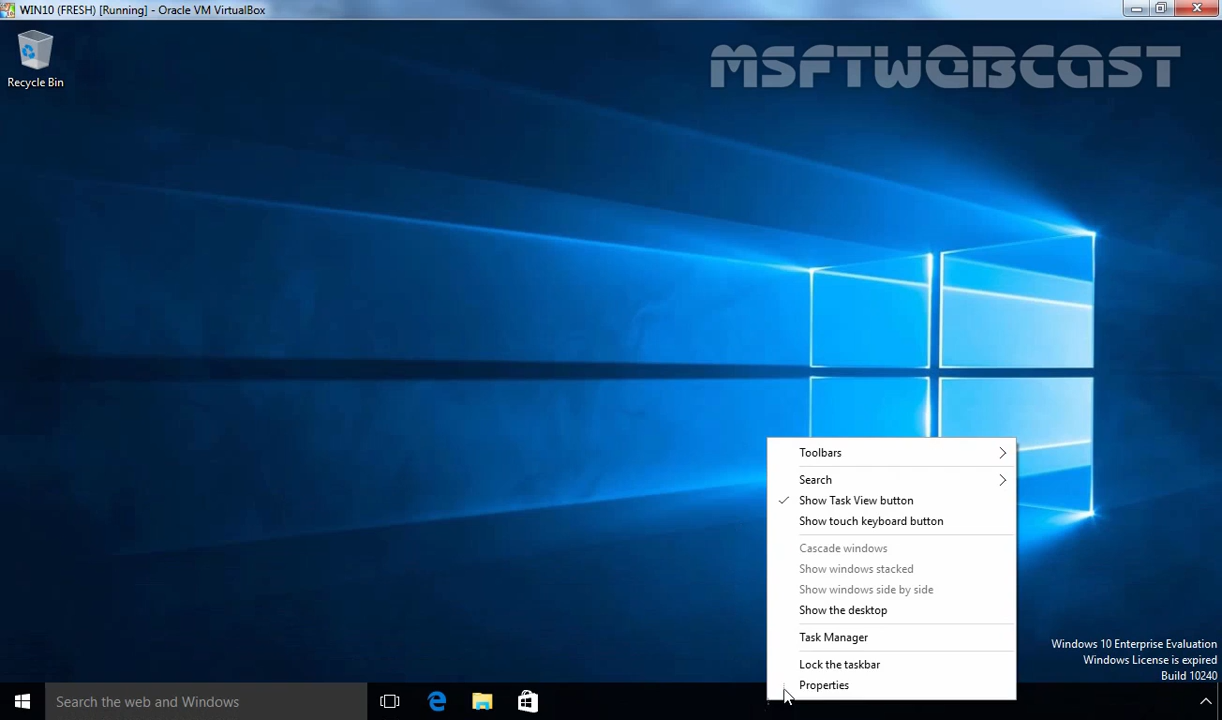 WIN10 (FRESH) [Running] - Oracle VM VirtualBox
MSFTWEBCAST
Recycle Bin
Toolbars
Search
Show Task View button
Show touch keyboard button
Cascade windows
Show windows stacked
Show windows side by side
Show the desktop
Task Manager
Lock the taskbar
Properties
Windows 10 Enterprise Evaluation
Windows License is expired
Build 10240
Search the web and Windows